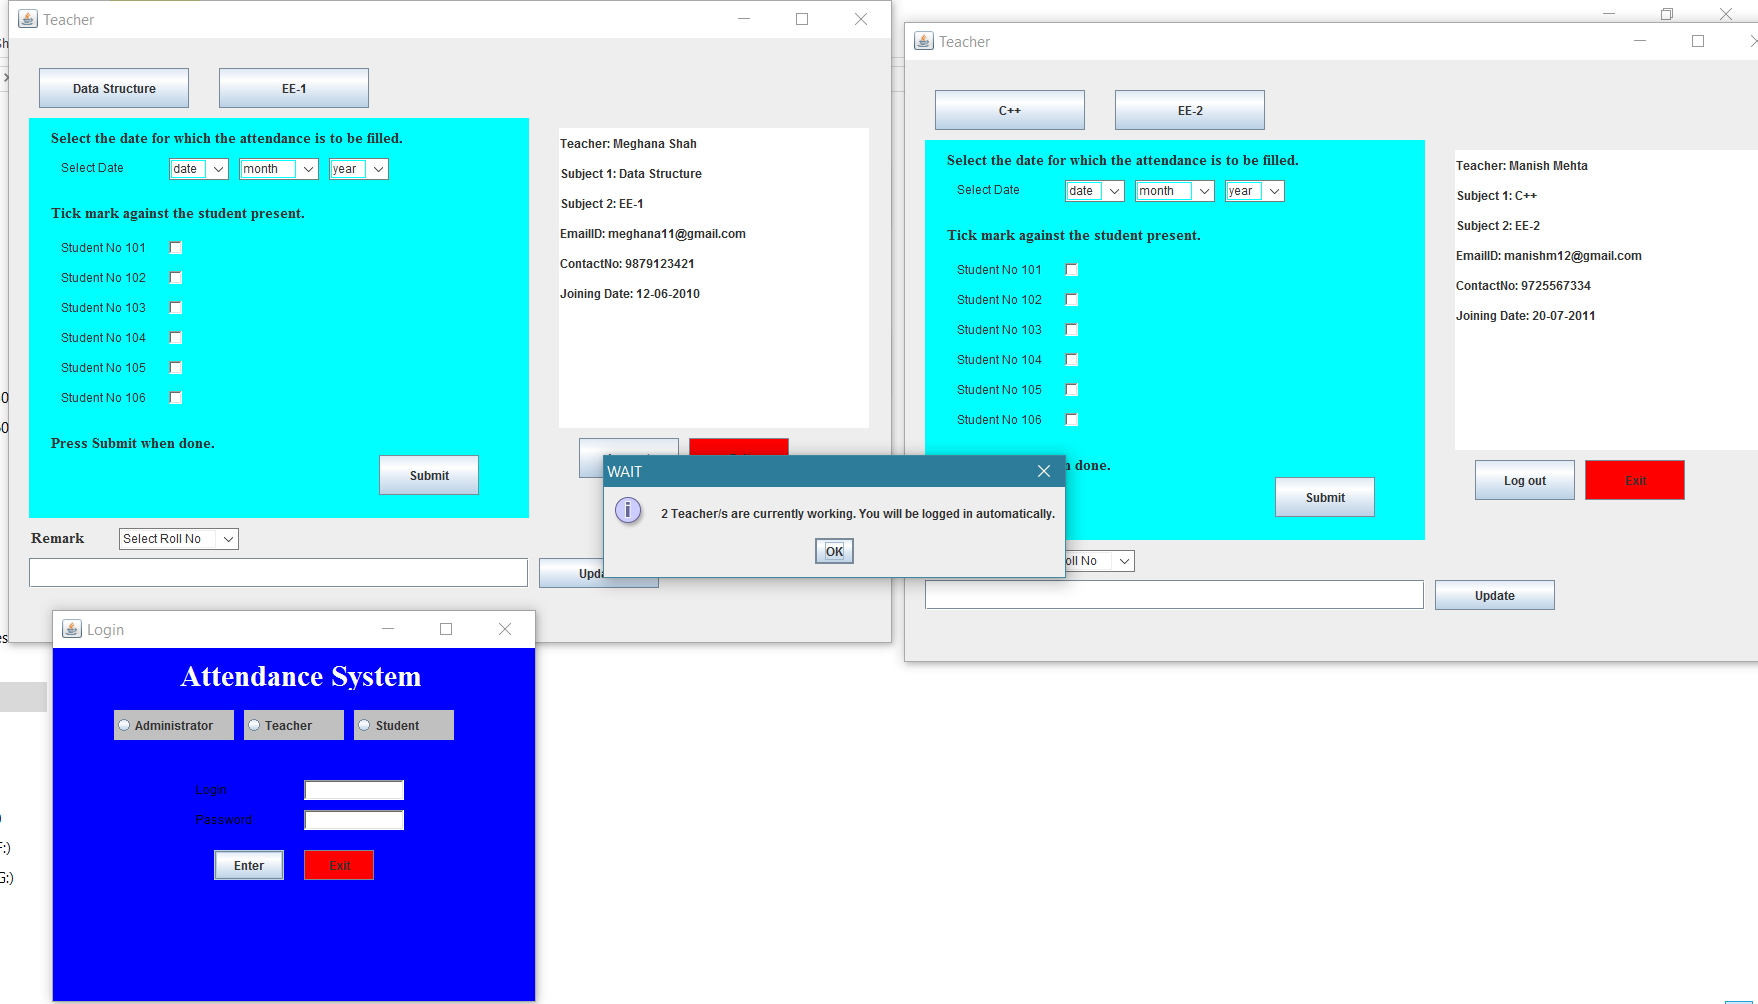 Teacher
Data Structure EE-1
Select the date for which the attendance is to be filled.
Select Date date month year
Tick mark against the student present.
Student No 101
Student No 102
Student No 103
Student No 104
Student No 105
Student No 106
Press Submit when done.
Submit
Remark Select Roll No
Teacher: Meghana Shah
Subject 1: Data Structure
Subject 2: EE-1
EmailID: meghana11@gmail.com
ContactNo: 9879123421
Joining Date: 12-06-2010
Teacher
C++ EE-2
Select the date for which the attendance is to be filled.
Select Date date month year
Tick mark against the student present.
Student No 101
Student No 102
Student No 103
Student No 104
Student No 105
Student No 106
done.
Submit
oll No
Update
Teacher: Manish Mehta
Subject 1: C++
Subject 2: EE-2
EmailID: manishm12@gmail.com
ContactNo: 9725567334
Joining Date: 20-07-2011
Log out Exit
WAIT
2 Teacher/s are currently working. You will be logged in automatically.
OK
Login
Attendance System
Administrator Teacher Student
Login
Password
Enter Exit
F:)
G:)